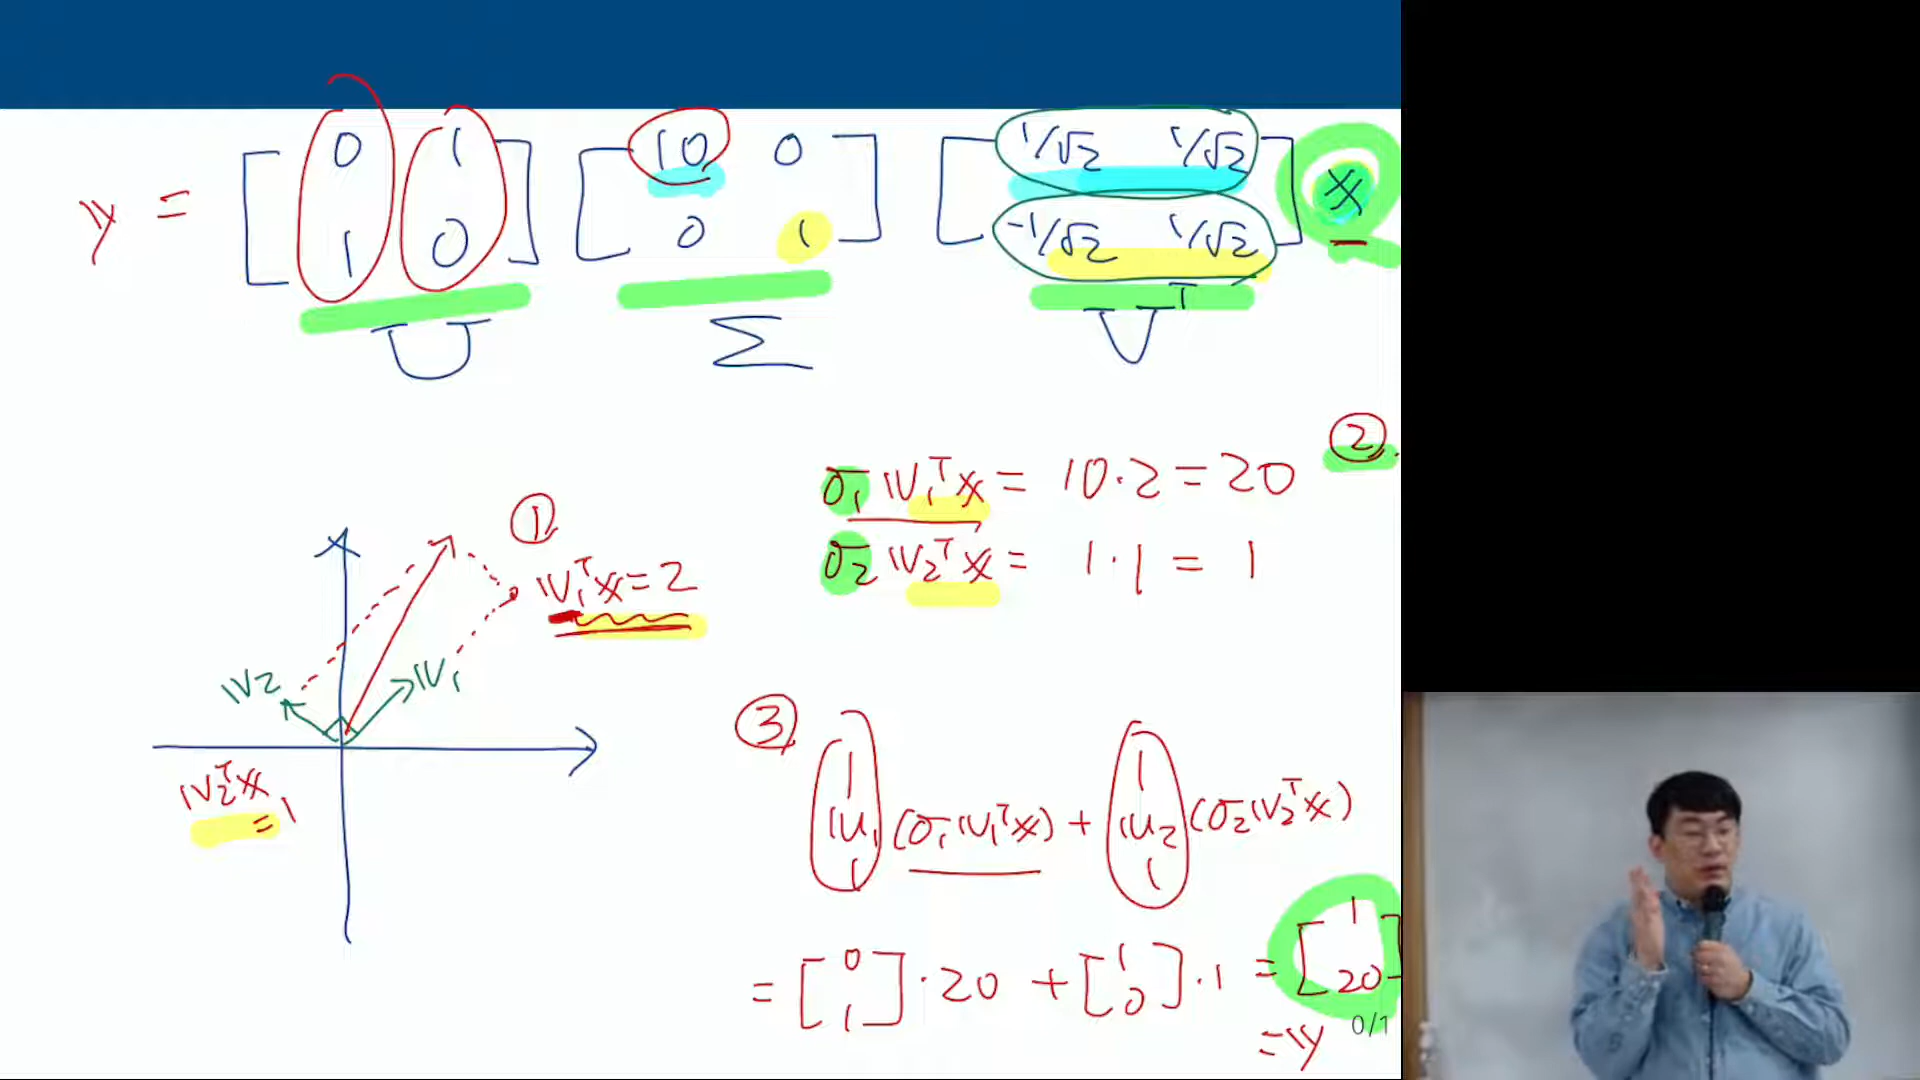 y = [ 0 1 ] [ 10 0 ] [ 1/√2 1/√2 ] x
[ 1 0 ] [ 0 1 ] [ -1/√2 1/√2 ]
U Σ V^T
②
σ₁ v₁^T x = 10·2 = 20
σ₂ v₂^T x = 1·1 = 1
①
v₁^T x = 2
v₂ v₁
v₂^T x
= 1
③
| |
u₁ (σ₁ v₁^T x) + u₂ (σ₂ v₂^T x)
| |
= [ 0 ] · 20 + [ 1 ] · 1 = [ 1 ]
[ 1 ] [ 0 ] [ 20 ]
= y
0/1